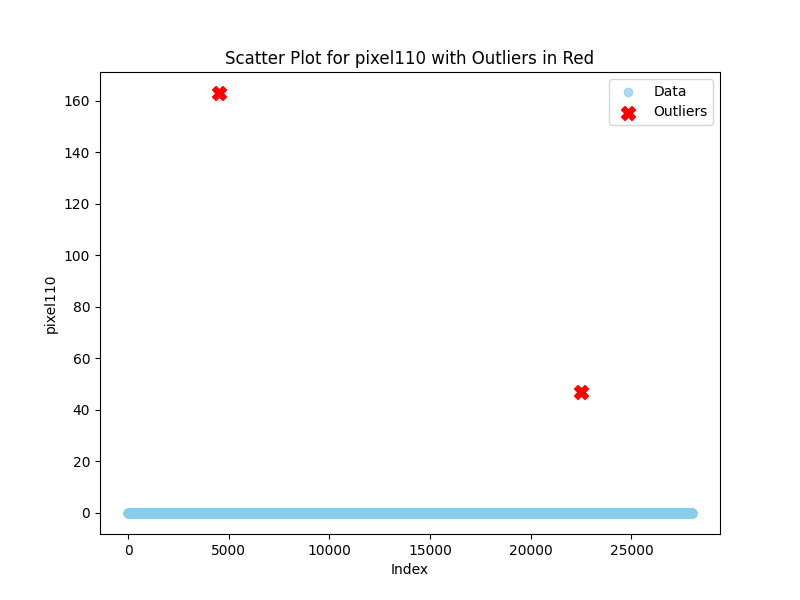 Scatter Plot for pixel110 with Outliers in Red
Data
Outliers
160
140
120
100
80
60
40
20
0
pixel110
0 5000 10000 15000 20000 25000
Index